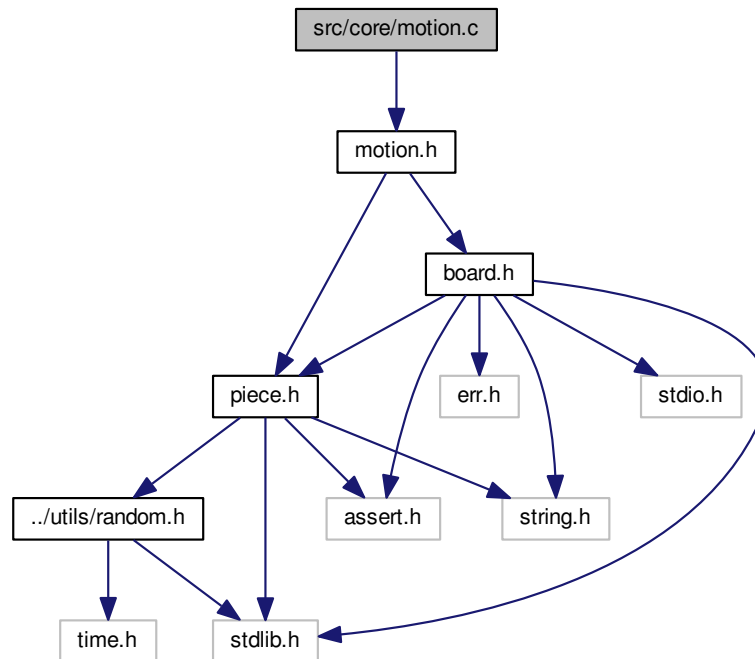 src/core/motion.c
motion.h
board.h
piece.h
err.h
stdio.h
../utils/random.h
assert.h
string.h
time.h
stdlib.h